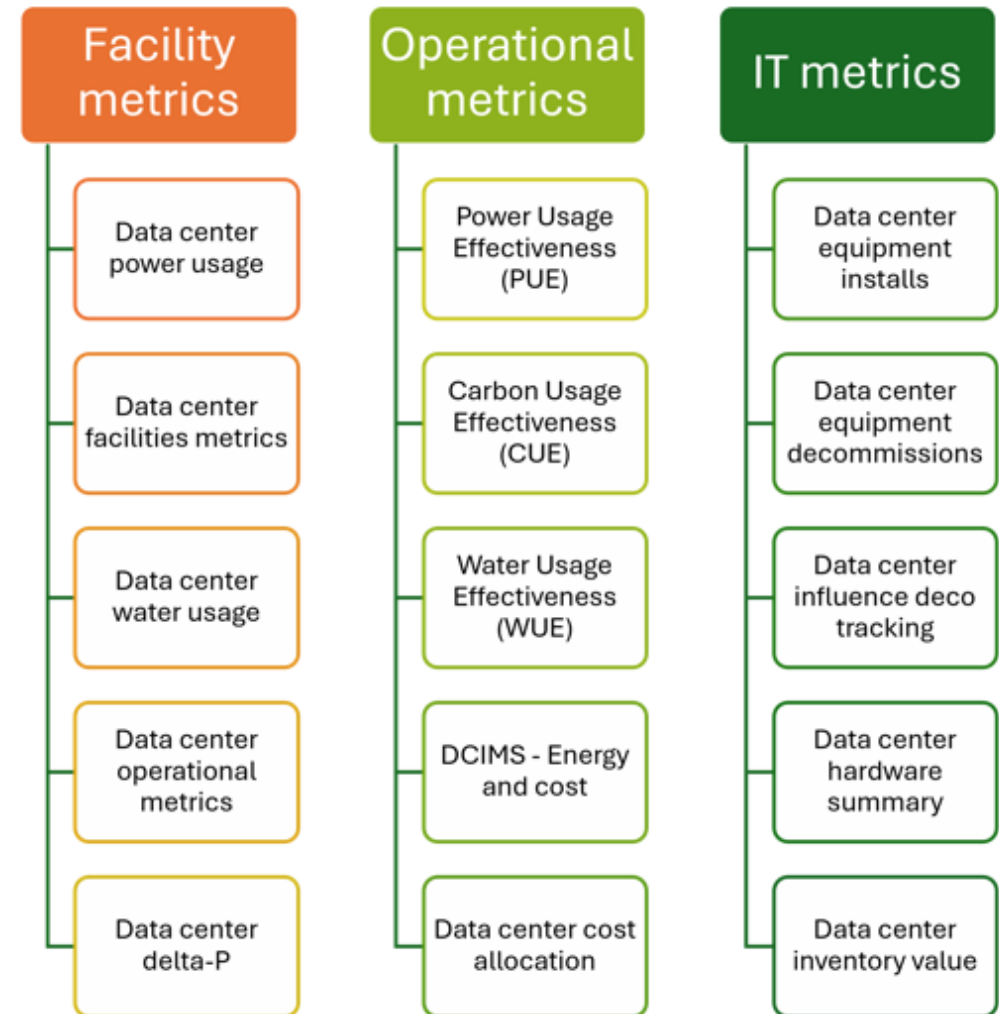 Facility
metrics
Data center
power usage
Data center
facilities metrics
Data center
water usage
Data center
operational
metrics
Data center
delta-P
Operational
metrics
Power Usage
Effectiveness
(PUE)
Carbon Usage
Effectiveness
(CUE)
Water Usage
Effectiveness
(WUE)
DCIMS - Energy
and cost
Data center cost
allocation
IT metrics
Data center
equipment
installs
Data center
equipment
decommissions
Data center
influence deco
tracking
Data center
hardware
summary
Data center
inventory value